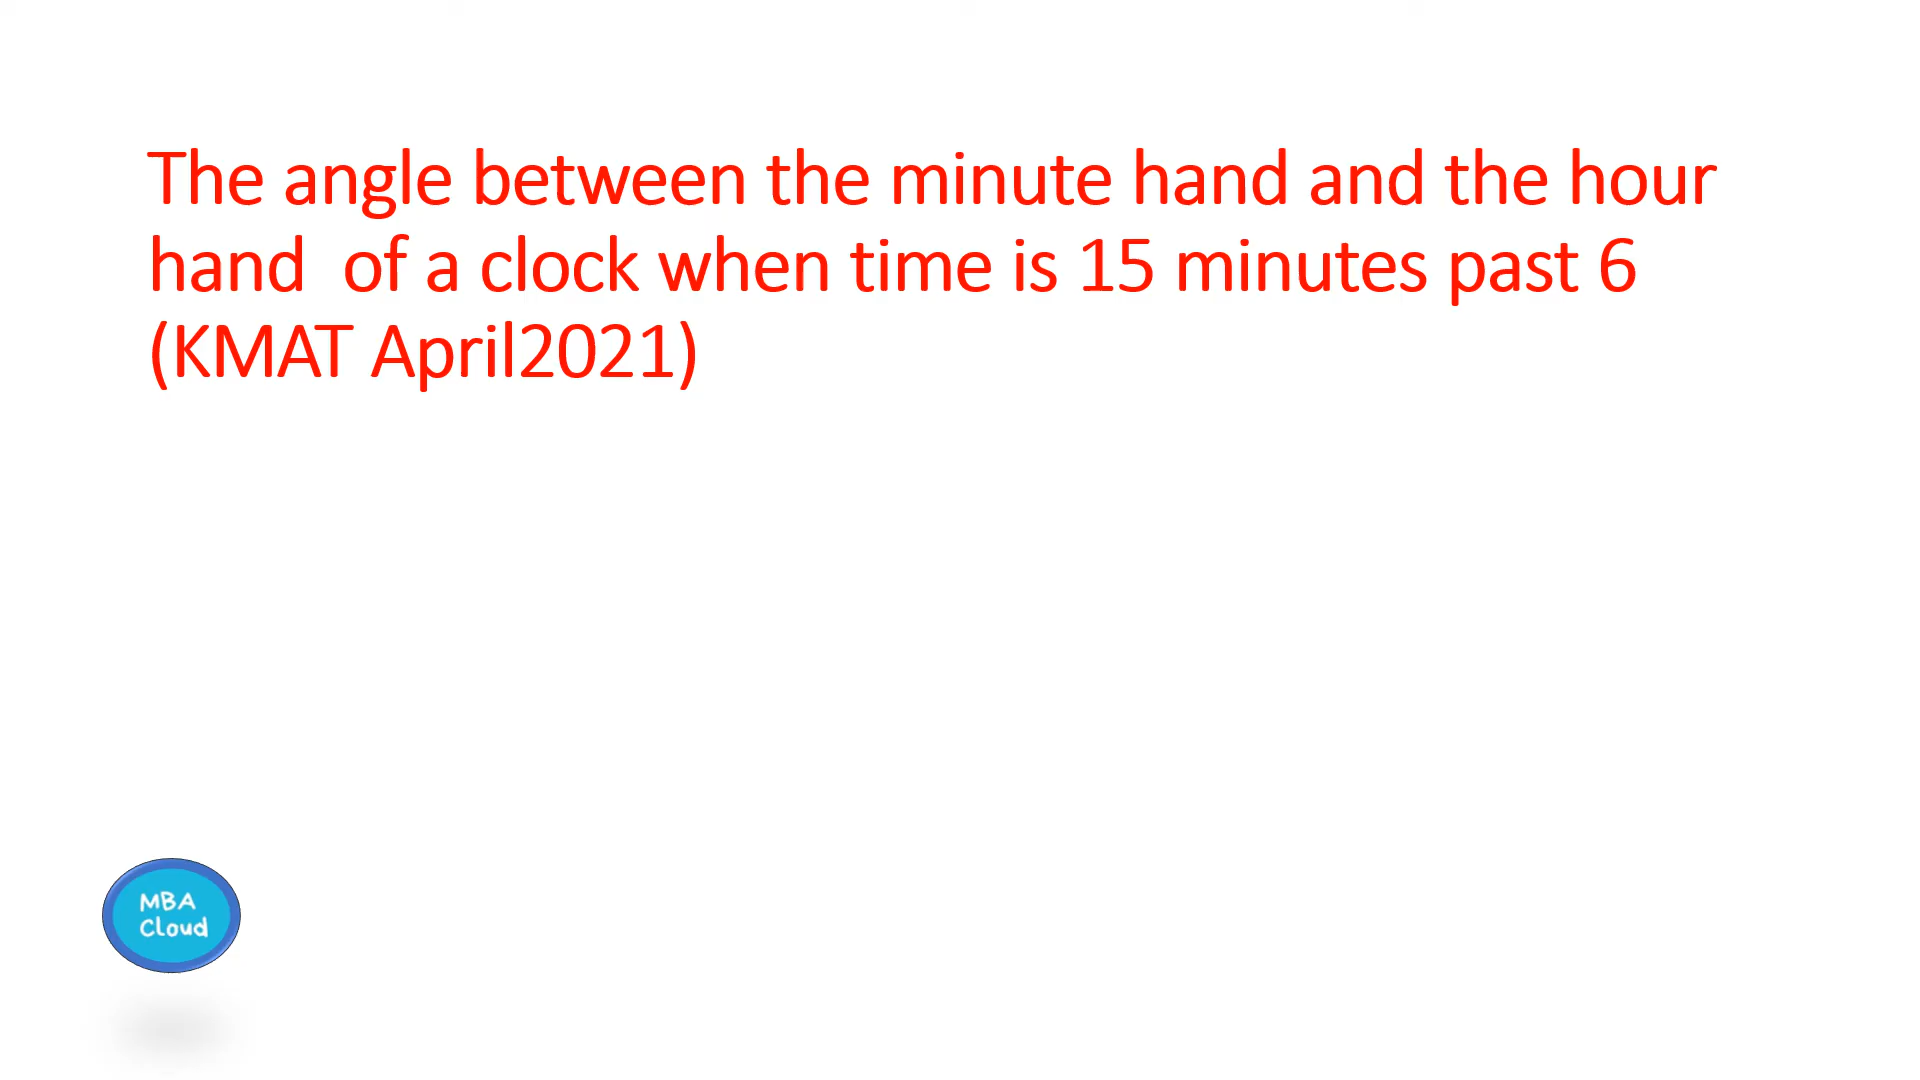 The angle between the minute hand and the hour
hand  of a clock when time is 15 minutes past 6
(KMAT April2021)
MBA
Cloud